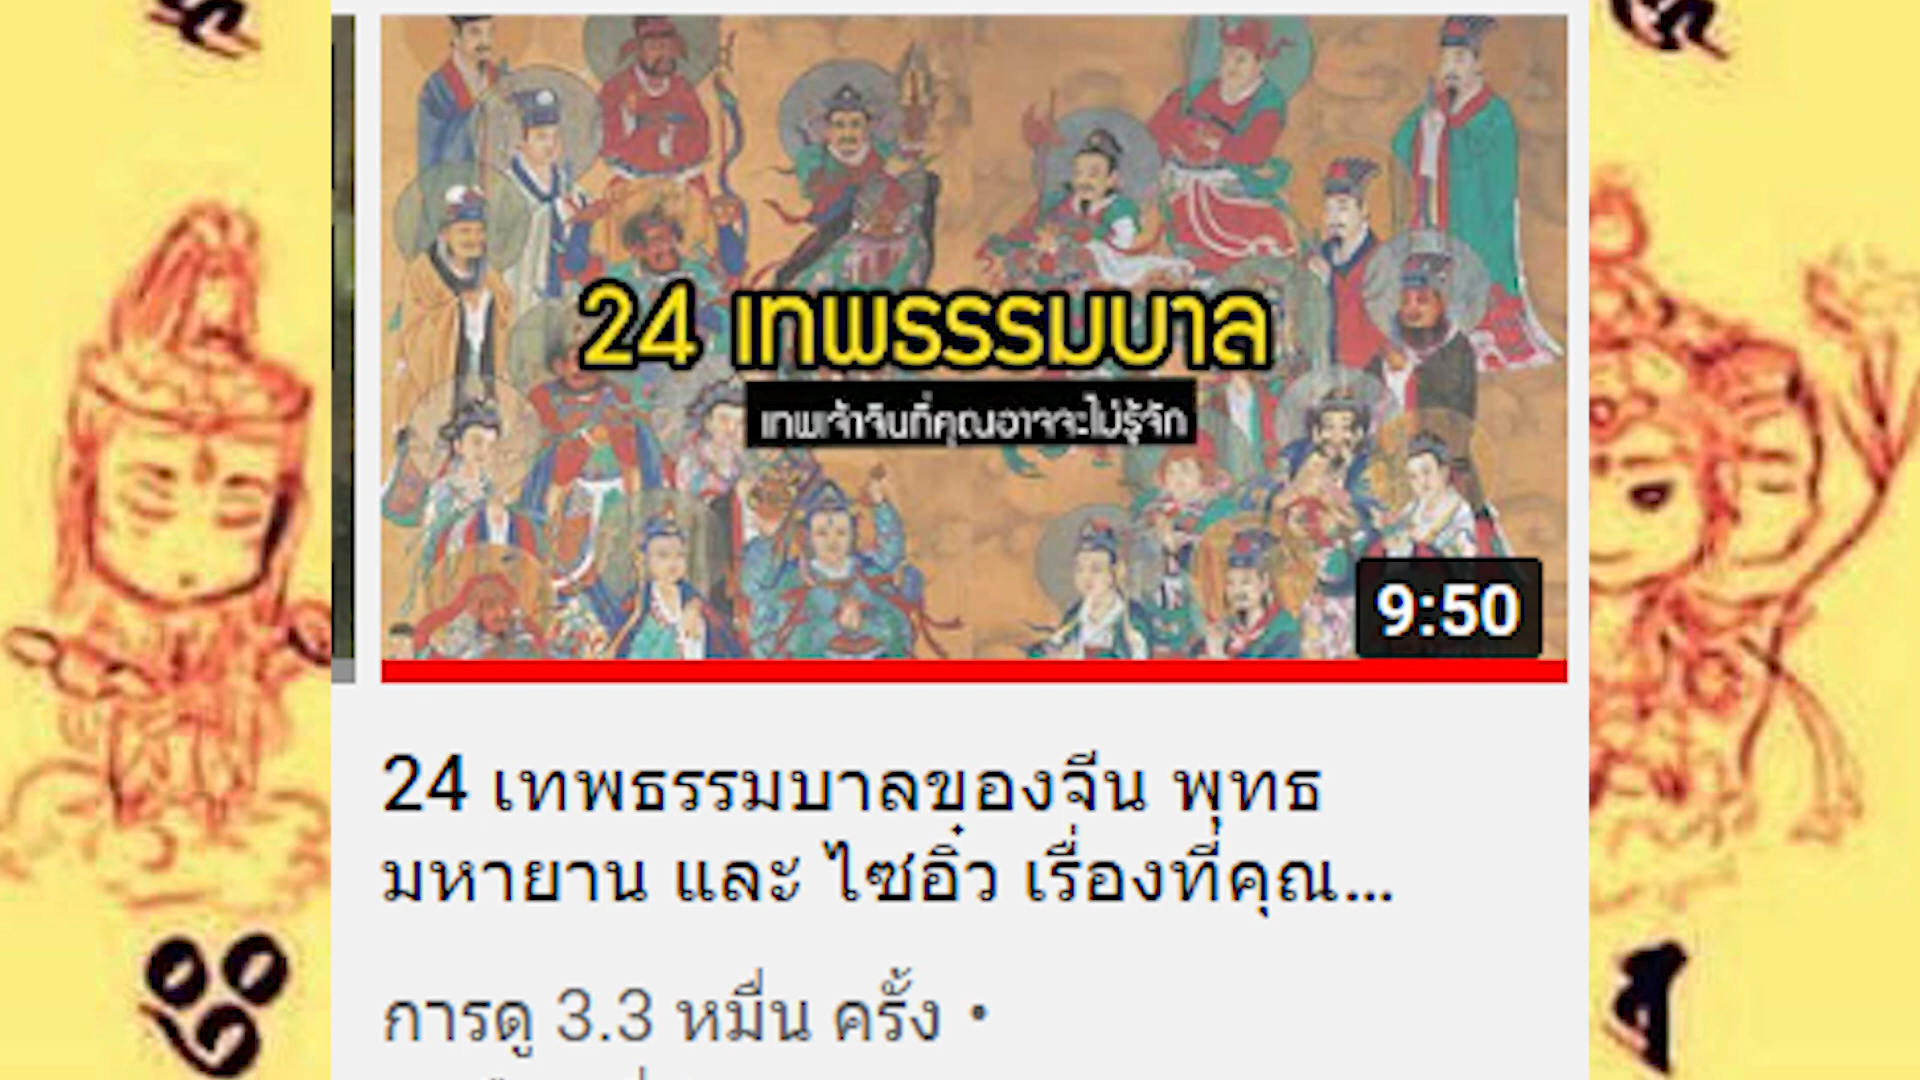 24 เทพธรรมบาล
เทพเจ้าจีนที่คุณอาจจะไม่รู้จัก
9:50
24 เทพธรรมบาลของจีน พุทธ
มหายาน และ ไซอิ๋ว เรื่องที่คุณ...
การดู 3.3 หมื่น ครั้ง •